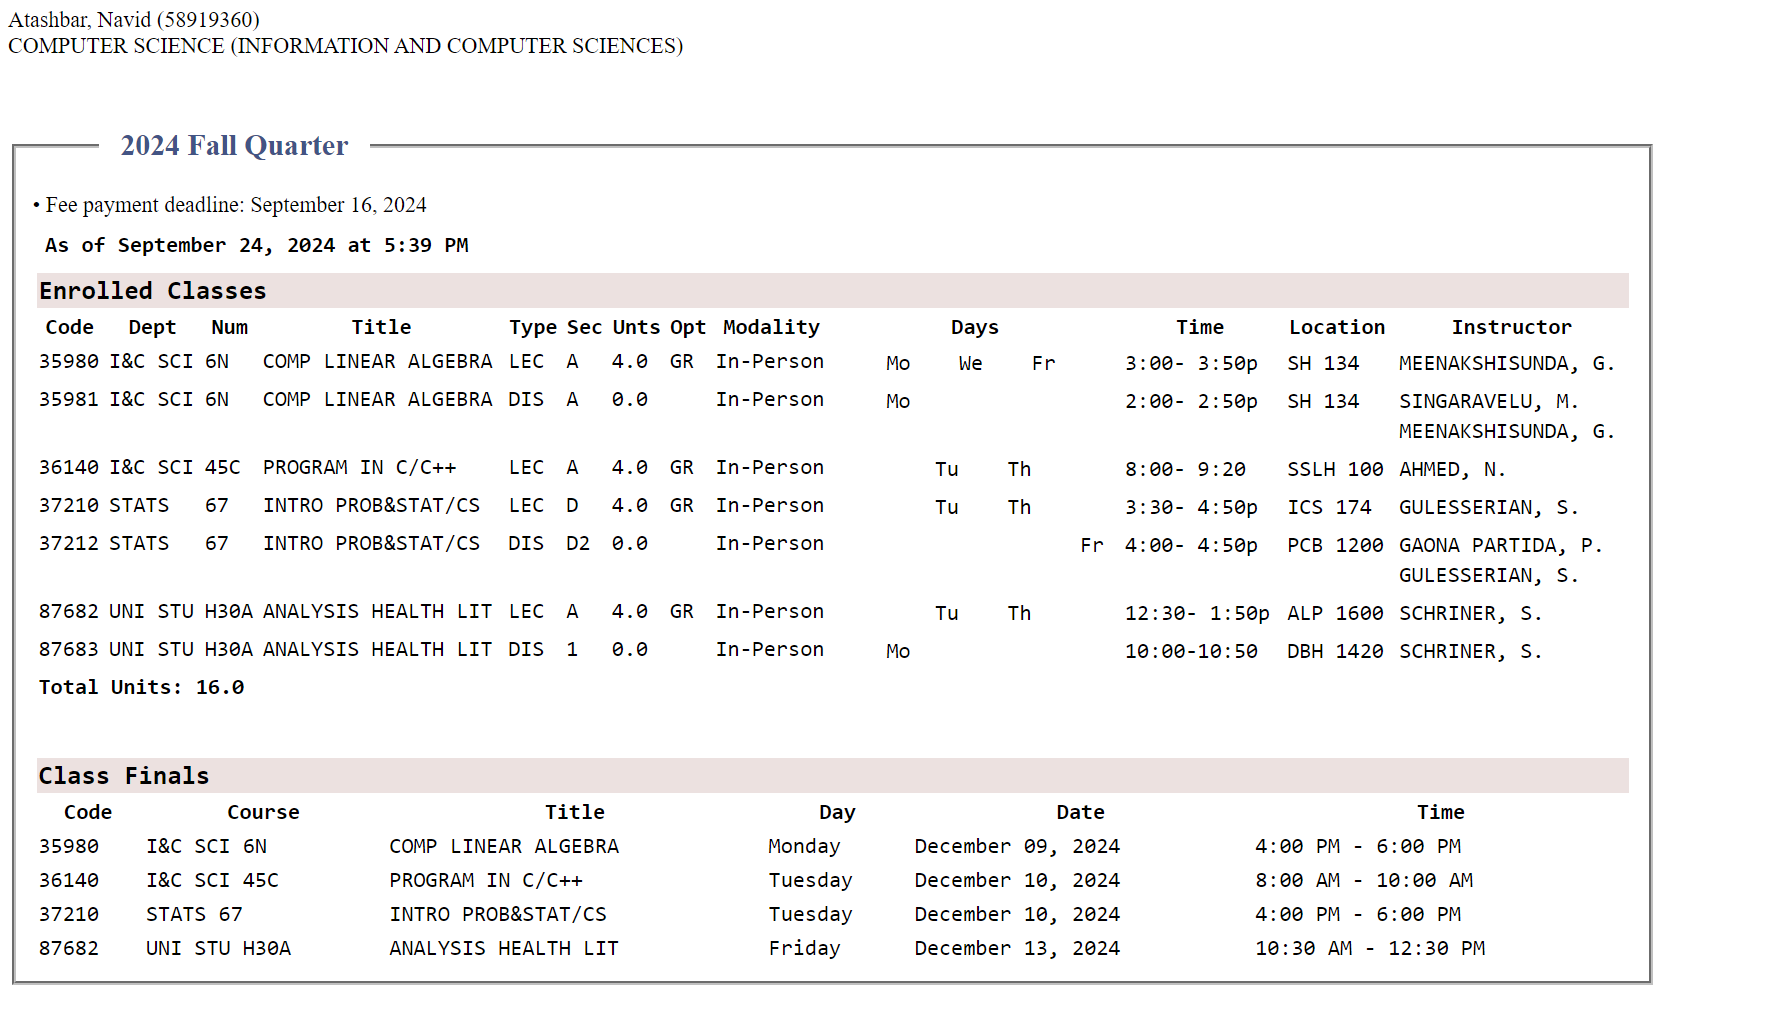 Atashbar, Navid (58919360)
COMPUTER SCIENCE (INFORMATION AND COMPUTER SCIENCES)
2024 Fall Quarter
• Fee payment deadline: September 16, 2024
As of September 24, 2024 at 5:39 PM
Enrolled Classes
Code Dept Num Title Type Sec Unts Opt Modality Days Time Location Instructor
35980 I&C SCI 6N COMP LINEAR ALGEBRA LEC A 4.0 GR In-Person Mo We Fr 3:00- 3:50p SH 134 MEENAKSHISUNDA, G.
35981 I&C SCI 6N COMP LINEAR ALGEBRA DIS A 0.0 In-Person Mo 2:00- 2:50p SH 134 SINGARAVELU, M.
MEENAKSHISUNDA, G.
36140 I&C SCI 45C PROGRAM IN C/C++ LEC A 4.0 GR In-Person Tu Th 8:00- 9:20 SSLH 100 AHMED, N.
37210 STATS 67 INTRO PROB&STAT/CS LEC D 4.0 GR In-Person Tu Th 3:30- 4:50p ICS 174 GULESSERIAN, S.
37212 STATS 67 INTRO PROB&STAT/CS DIS D2 0.0 In-Person Fr 4:00- 4:50p PCB 1200 GAONA PARTIDA, P.
GULESSERIAN, S.
87682 UNI STU H30A ANALYSIS HEALTH LIT LEC A 4.0 GR In-Person Tu Th 12:30- 1:50p ALP 1600 SCHRINER, S.
87683 UNI STU H30A ANALYSIS HEALTH LIT DIS 1 0.0 In-Person Mo 10:00-10:50 DBH 1420 SCHRINER, S.
Total Units: 16.0
Class Finals
Code Course Title Day Date Time
35980 I&C SCI 6N COMP LINEAR ALGEBRA Monday December 09, 2024 4:00 PM - 6:00 PM
36140 I&C SCI 45C PROGRAM IN C/C++ Tuesday December 10, 2024 8:00 AM - 10:00 AM
37210 STATS 67 INTRO PROB&STAT/CS Tuesday December 10, 2024 4:00 PM - 6:00 PM
87682 UNI STU H30A ANALYSIS HEALTH LIT Friday December 13, 2024 10:30 AM - 12:30 PM